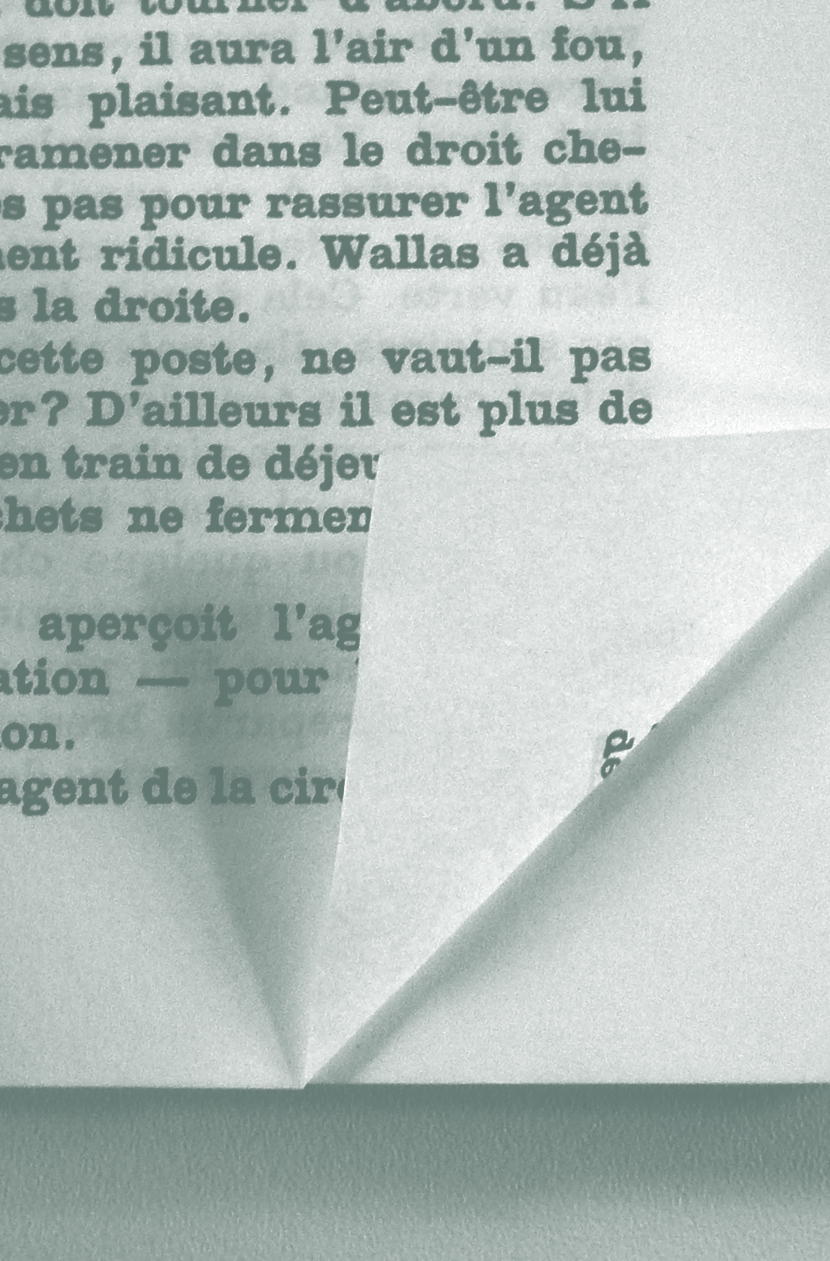 doit tourner d'abord. S'il
sens, il aura l'air d'un fou,
ais plaisant. Peut-être lui
ramener dans le droit che-
s pas pour rassurer l'agent
ent ridicule. Wallas a déjà
s la droite.
cette poste, ne vaut-il pas
er? D'ailleurs il est plus de
en train de déjeu
chets ne fermen
aperçoit l'ag
ation — pour
on.
agent de la circ